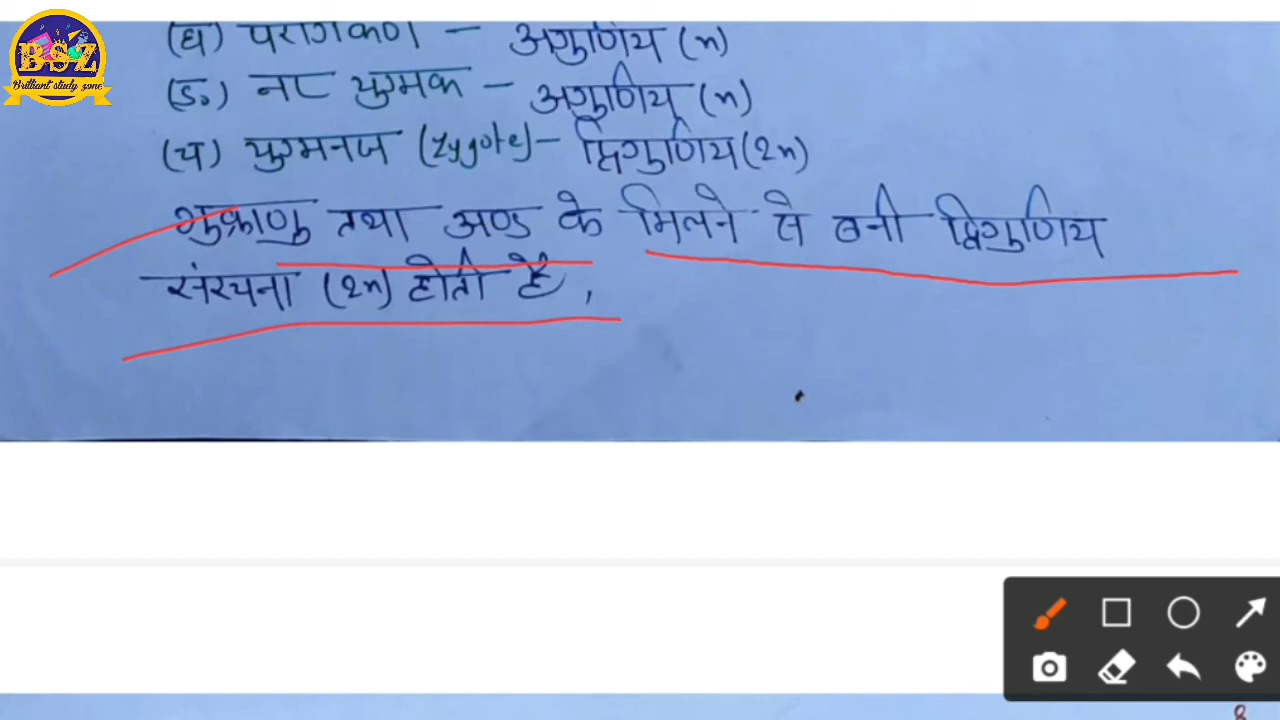 BSZ
Brilliant study zone
(घ) परागकण – अगुणिय (n)
(ड०) नर युग्मक – अगुणिय (n)
(च) युग्मनज (Zygote) – द्विगुणिय (2n)
शुक्राणु तथा अण्ड के मिलने से बनी द्विगुणिय
संरचना (2n) होती है,